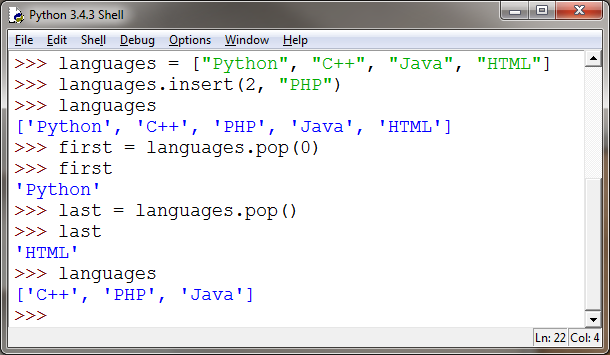 Python 3.4.3 Shell
File Edit Shell Debug Options Window Help
>>> languages = ["Python", "C++", "Java", "HTML"]
>>> languages.insert(2, "PHP")
>>> languages
['Python', 'C++', 'PHP', 'Java', 'HTML']
>>> first = languages.pop(0)
>>> first
'Python'
>>> last = languages.pop()
>>> last
'HTML'
>>> languages
['C++', 'PHP', 'Java']
>>>
Ln: 22 Col: 4